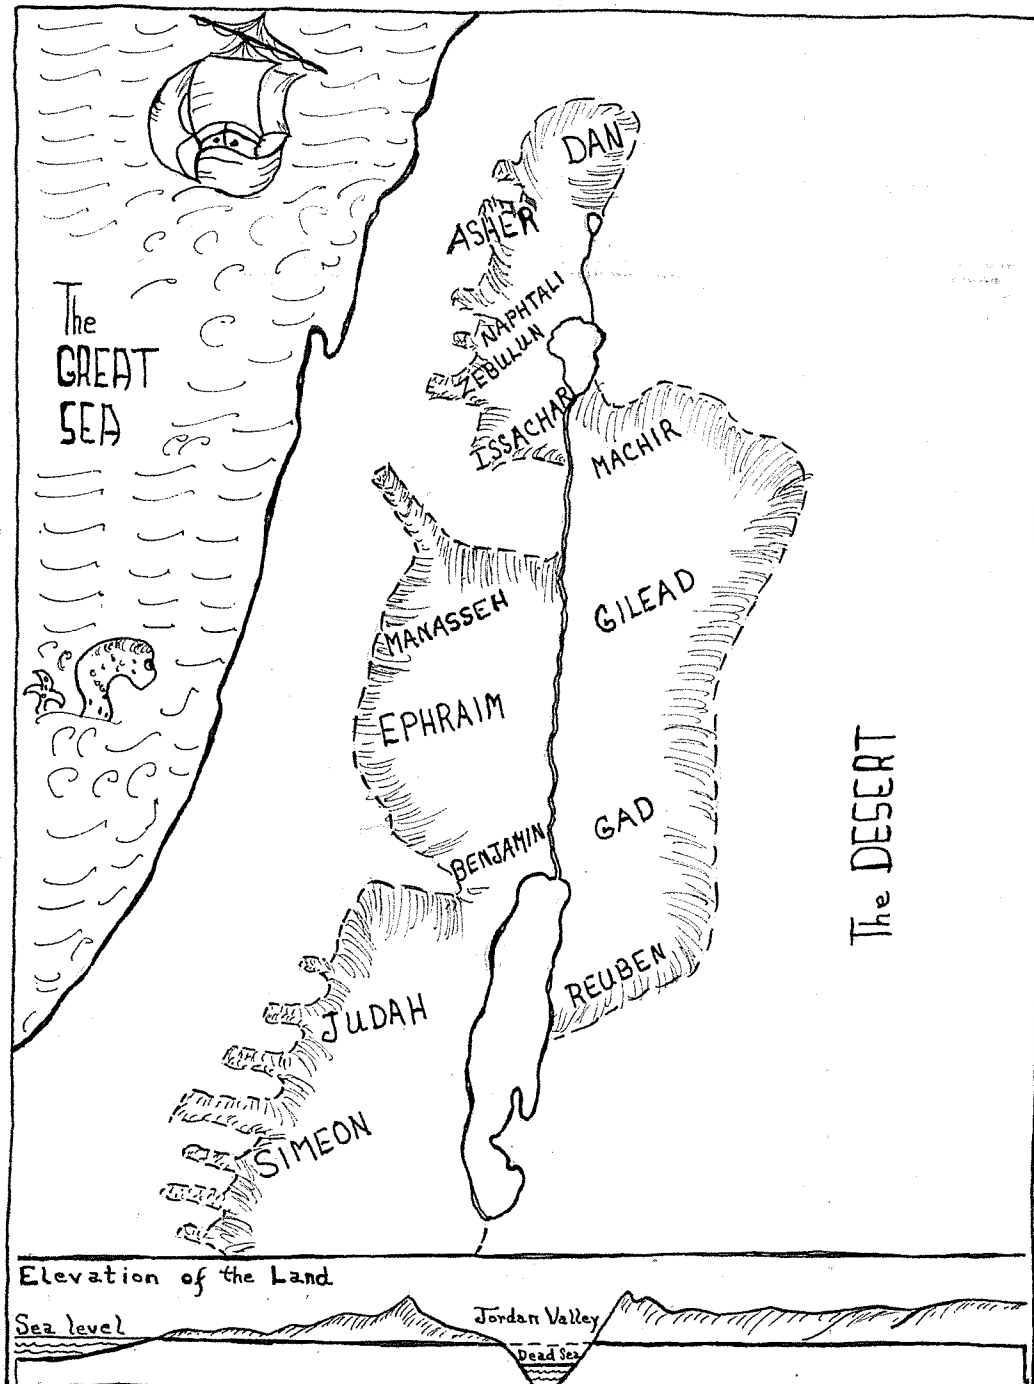 DAN
ASHER
The
GREAT
SEA
NAPHTALI
ZEBULUN
ISSACHAR
MACHIR
MANASSEH
GILEAD
EPHRAIM
GAD
BENJAMIN
The DESERT
REUBEN
JUDAH
SIMEON
Elevation of the Land
Sea level
Jordan Valley
Dead Sea